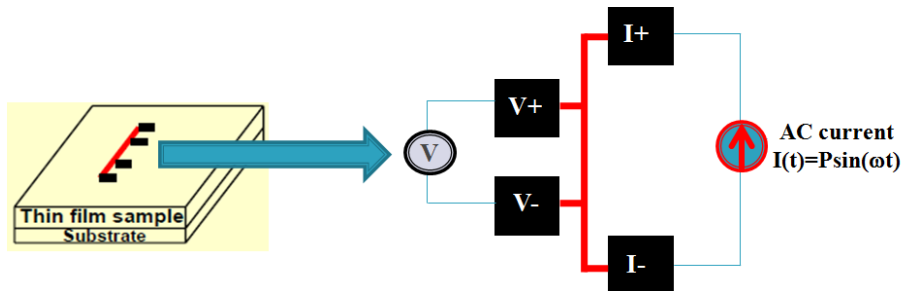 Thin film sample
Substrate
V
V+
V-
I+
I-
AC current
I(t)=Psin(ωt)